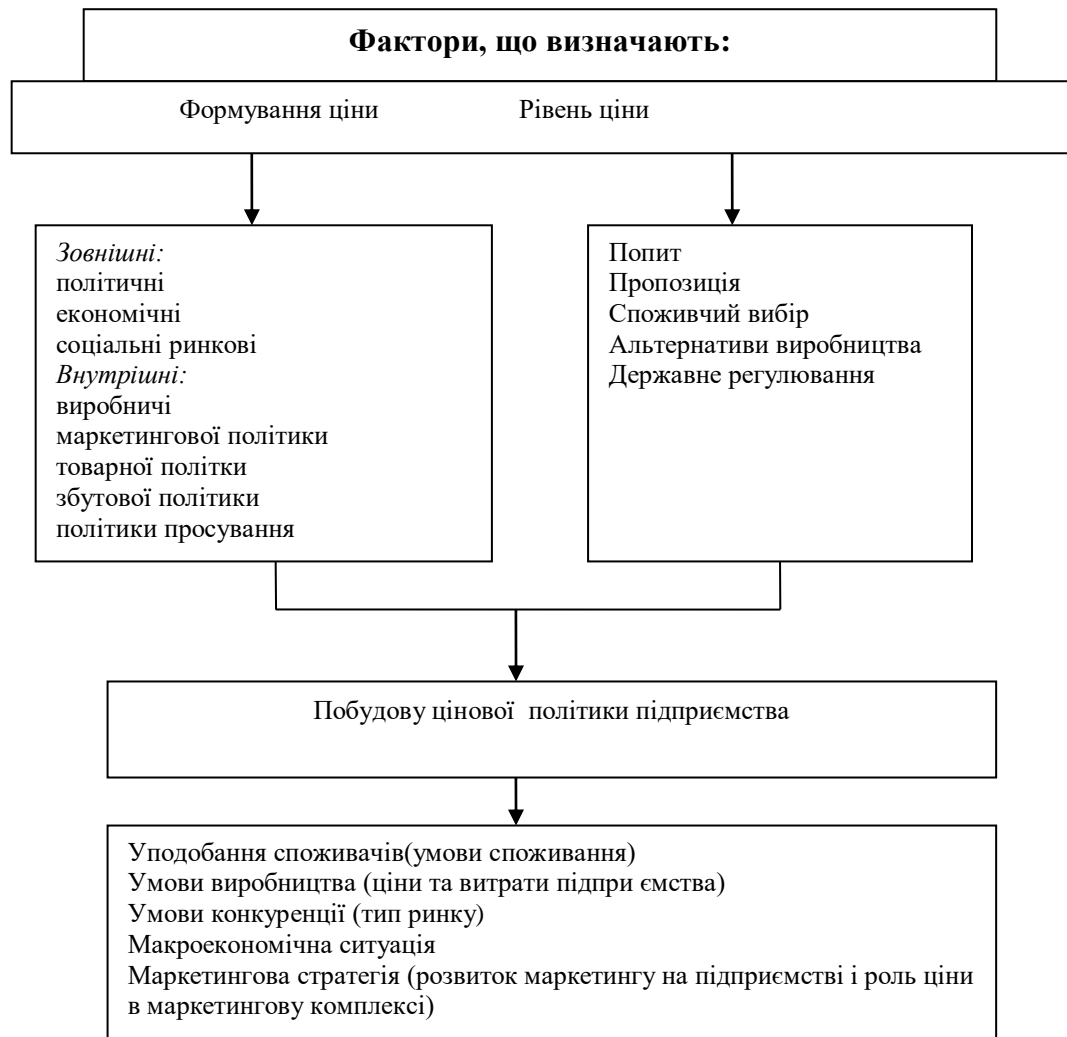 Фактори, що визначають:
Формування ціни Рівень ціни
Зовнішні:
політичні
економічні
соціальні ринкові
Внутрішні:
виробничі
маркетингової політики
товарної політки
збутової політики
політики просування
Попит
Пропозиція
Споживчий вибір
Альтернативи виробництва
Державне регулювання
Побудову цінової політики підприємства
Уподобання споживачів(умови споживання)
Умови виробництва (ціни та витрати підпри ємства)
Умови конкуренції (тип ринку)
Макроекономічна ситуація
Маркетингова стратегія (розвиток маркетингу на підприємстві і роль ціни
в маркетингову комплексі)